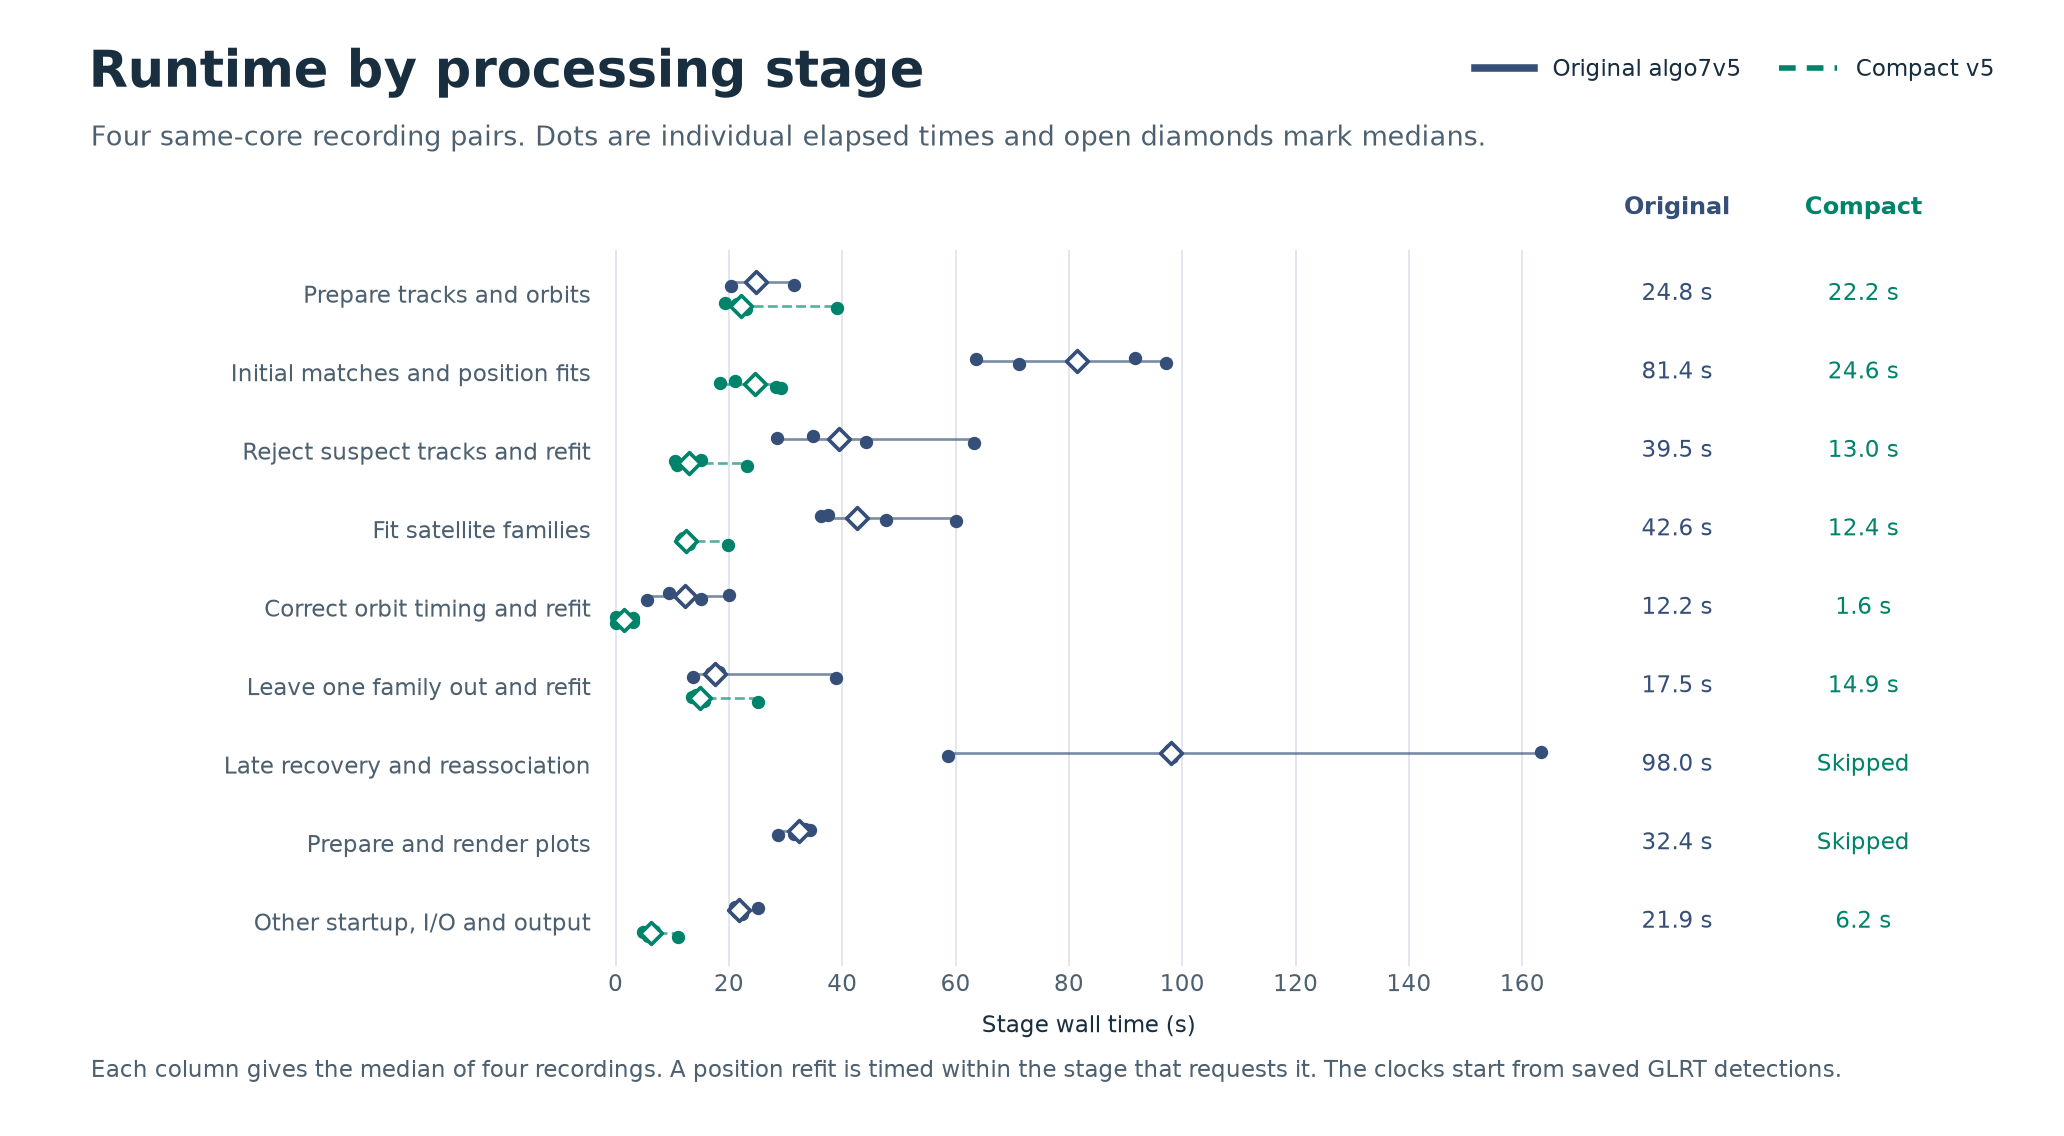 Runtime by processing stage
Original algo7v5
Compact v5
Four same-core recording pairs. Dots are individual elapsed times and open diamonds mark medians.
Original Compact
Prepare tracks and orbits 24.8 s 22.2 s
Initial matches and position fits 81.4 s 24.6 s
Reject suspect tracks and refit 39.5 s 13.0 s
Fit satellite families 42.6 s 12.4 s
Correct orbit timing and refit 12.2 s 1.6 s
Leave one family out and refit 17.5 s 14.9 s
Late recovery and reassociation 98.0 s Skipped
Prepare and render plots 32.4 s Skipped
Other startup, I/O and output 21.9 s 6.2 s
0 20 40 60 80 100 120 140 160
Stage wall time (s)
Each column gives the median of four recordings. A position refit is timed within the stage that requests it. The clocks start from saved GLRT detections.